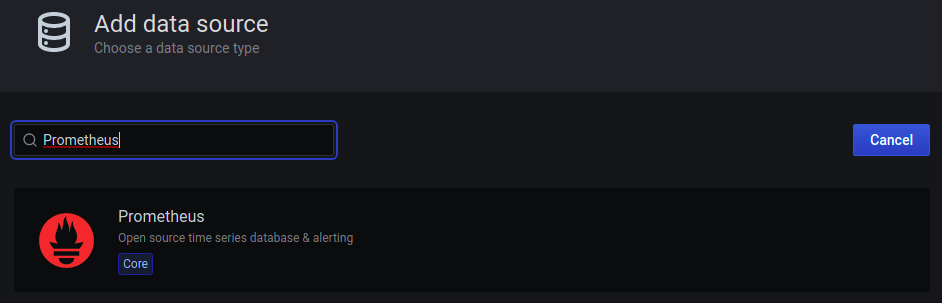 Add data source
Choose a data source type
Prometheus
Cancel
Prometheus
Open source time series database & alerting
Core